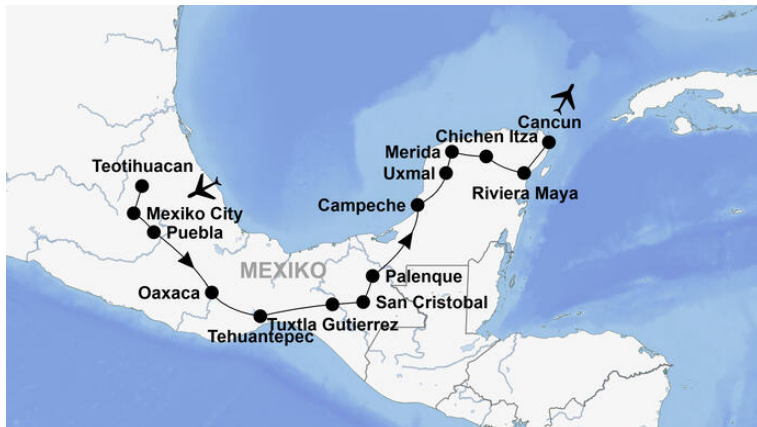 Cancun
Chichen Itza
Merida
Uxmal
Riviera Maya
Teotihuacan
Campeche
Mexiko City
Puebla
MEXIKO
Palenque
Oaxaca
San Cristobal
Tuxtla Gutierrez
Tehuantepec